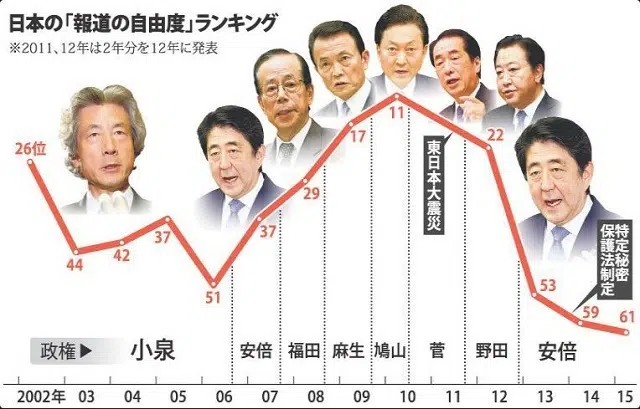 日本の「報道の自由度」ランキング
※2011、12年は2年分を12年に発表
26位
44
42
37
51
37
29
17
11
22
53
59
61
東日本大震災
特定秘密
保護法制定
政権▶
小泉
安倍
福田
麻生
鳩山
菅
野田
安倍
2002年 03 04 05 06 07 08 09 10 11 12 13 14 15